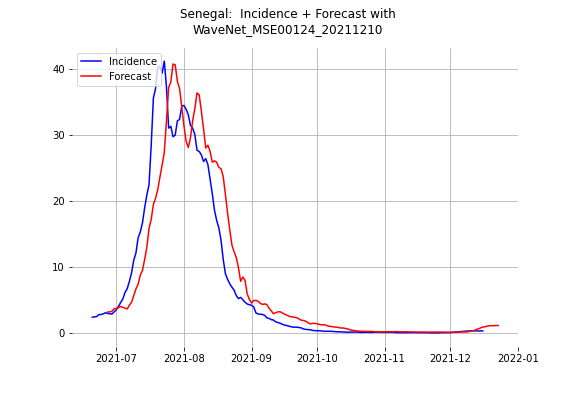 Senegal:  Incidence + Forecast with
WaveNet_MSE00124_20211210
Incidence
Forecast
40
30
20
10
0
2021-07 2021-08 2021-09 2021-10 2021-11 2021-12 2022-01